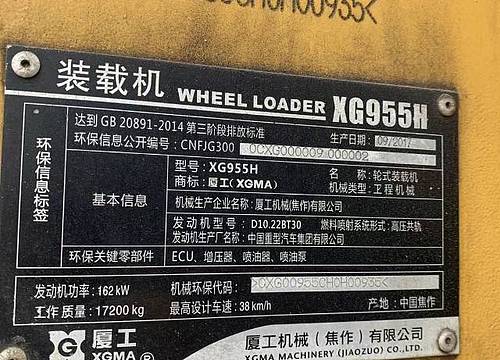 装载机 WHEEL LOADER XG955H
环保信息标签
达到 GB 20891-2014 第三阶段排放标准
生产日期: 09/2017
环保信息公开编号: CNFJG300 0CXG000009 000002
基本信息
型号: XG955H
名称: 轮式装载机
商标: 厦工(XGMA)
机械类型: 工程机械
机械生产企业名称: 厦工机械(焦作)有限公司
发动机型号: D10.22BT30
燃料喷射系统形式: 高压共轨
发动机生产厂名称: 中国重型汽车集团有限公司
环保关键零部件
ECU、增压器、喷油器、喷油泵
发动机功率: 162 kW
机械环保代码: >CXG00955CH0H00935<
工作质量: 17200 kg
最高设计车速: 38 km/h
产地: 中国焦作
厦工
XGMA®
厦工机械(焦作)有限公司
XGMA MACHINERY (JIAOZUO) CO.,LTD.